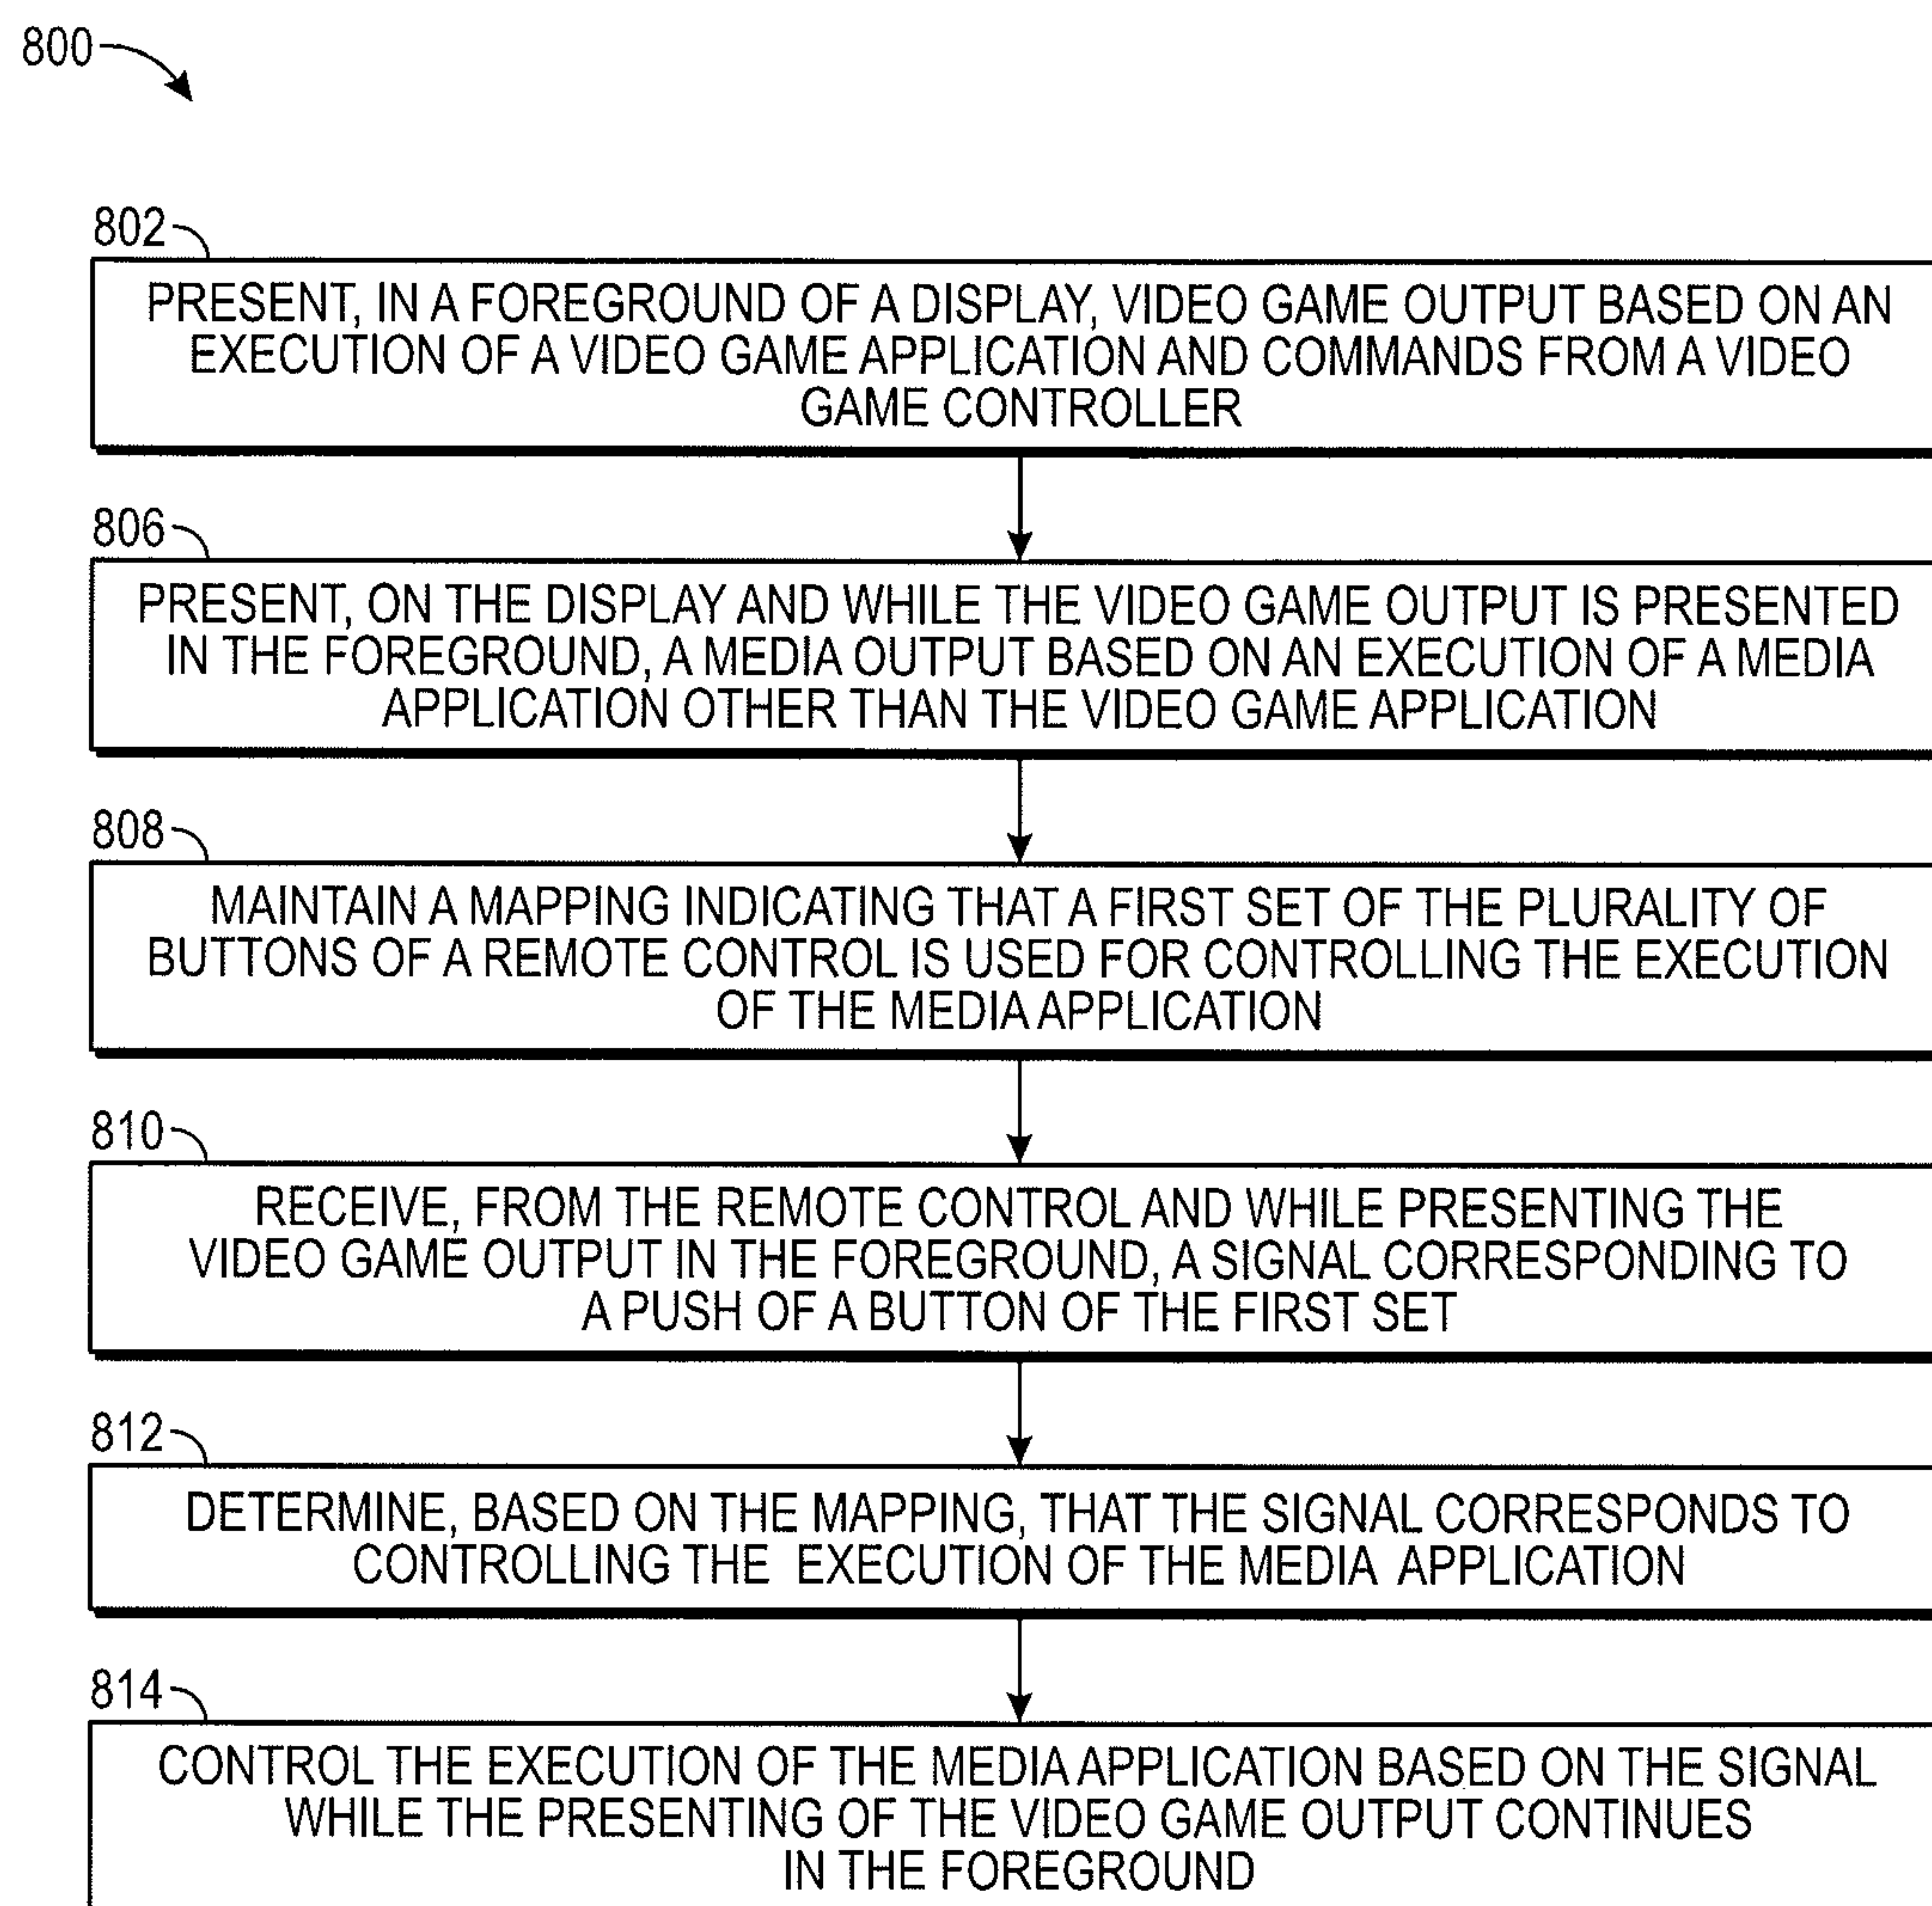 800
802
PRESENT, IN A FOREGROUND OF A DISPLAY, VIDEO GAME OUTPUT BASED ON AN
EXECUTION OF A VIDEO GAME APPLICATION AND COMMANDS FROM A VIDEO
GAME CONTROLLER
806
PRESENT, ON THE DISPLAY AND WHILE THE VIDEO GAME OUTPUT IS PRESENTED
IN THE FOREGROUND, A MEDIA OUTPUT BASED ON AN EXECUTION OF A MEDIA
APPLICATION OTHER THAN THE VIDEO GAME APPLICATION
808
MAINTAIN A MAPPING INDICATING THAT A FIRST SET OF THE PLURALITY OF
BUTTONS OF A REMOTE CONTROL IS USED FOR CONTROLLING THE EXECUTION
OF THE MEDIA APPLICATION
810
RECEIVE, FROM THE REMOTE CONTROL AND WHILE PRESENTING THE
VIDEO GAME OUTPUT IN THE FOREGROUND, A SIGNAL CORRESPONDING TO
A PUSH OF A BUTTON OF THE FIRST SET
812
DETERMINE, BASED ON THE MAPPING, THAT THE SIGNAL CORRESPONDS TO
CONTROLLING THE EXECUTION OF THE MEDIA APPLICATION
814
CONTROL THE EXECUTION OF THE MEDIA APPLICATION BASED ON THE SIGNAL
WHILE THE PRESENTING OF THE VIDEO GAME OUTPUT CONTINUES
IN THE FOREGROUND